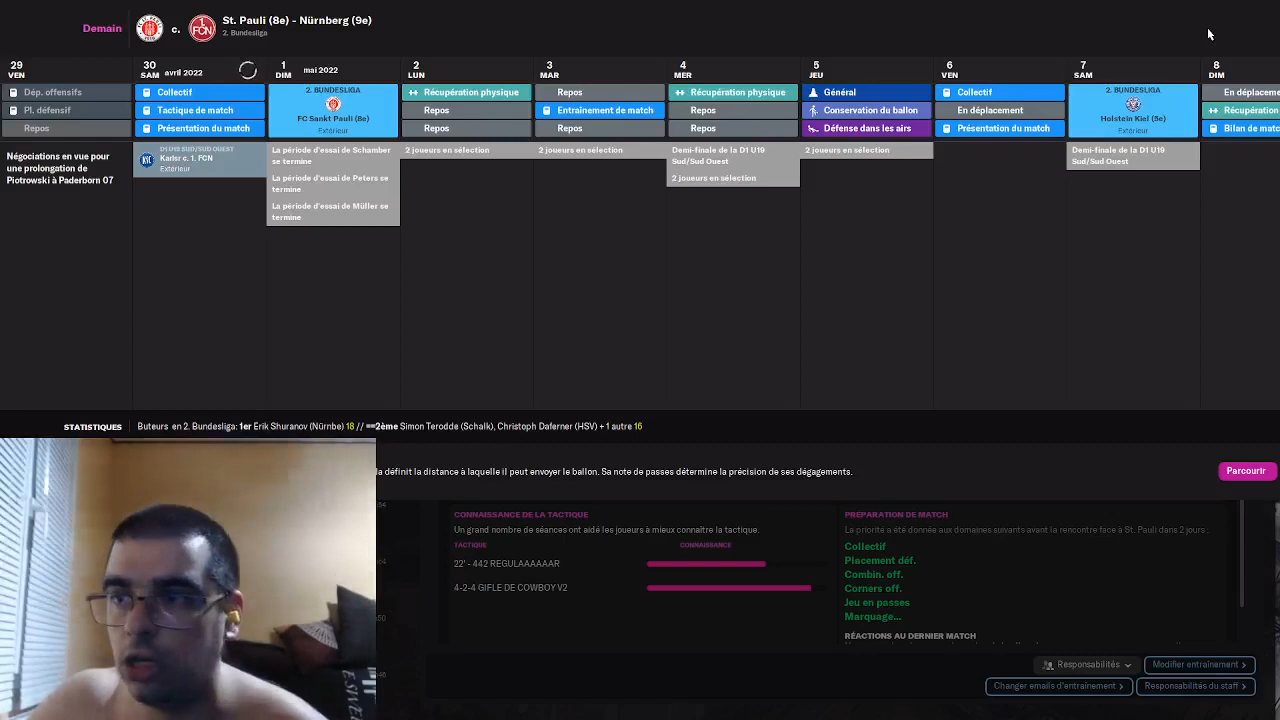 Demain
c.
St. Pauli (8e) - Nürnberg (9e)
2. Bundesliga
29
VEN
30
SAM avril 2022
1
DIM mai 2022
2
LUN
3
MAR
4
MER
5
JEU
6
VEN
7
SAM
8
DIM
Dép. offensifs
Pl. défensif
Repos
Collectif
Tactique de match
Présentation du match
2. BUNDESLIGA
FC Sankt Pauli (8e)
Extérieur
Récupération physique
Repos
Repos
Repos
Entraînement de match
Repos
Récupération physique
Repos
Repos
Général
Conservation du ballon
Défense dans les airs
Collectif
En déplacement
Présentation du match
2. BUNDESLIGA
Holstein Kiel (5e)
Extérieur
En déplaceme
Récupération
Bilan de matc
Négociations en vue pour
une prolongation de
Piotrowski à Paderborn 07
D1 U19 SUD/SUD OUEST
Karlsr c. 1. FCN
Extérieur
La période d'essai de Schamber
se termine
La période d'essai de Peters se
termine
La période d'essai de Müller se
termine
2 joueurs en sélection
2 joueurs en sélection
Demi-finale de la D1 U19
Sud/Sud Ouest
2 joueurs en sélection
2 joueurs en sélection
Demi-finale de la D1 U19
Sud/Sud Ouest
STATISTIQUES
Buteurs en 2. Bundesliga: 1er Erik Shuranov (Nürnbe) 18 // ==2ème Simon Terodde (Schalk), Christoph Daferner (HSV) + 1 autre 16
la définit la distance à laquelle il peut envoyer le ballon. Sa note de passes détermine la précision de ses dégagements.
Parcourir
CONNAISSANCE DE LA TACTIQUE
Un grand nombre de séances ont aidé les joueurs à mieux connaître la tactique.
TACTIQUE
CONNAISSANCE
22' - 442 REGULAAAAAAR
4-2-4 GIFLE DE COWBOY V2
PRÉPARATION DE MATCH
La priorité a été donnée aux domaines suivants avant la rencontre face à St. Pauli dans 2 jours :
Collectif
Placement déf.
Combin. off.
Corners off.
Jeu en passes
Marquage...
RÉACTIONS AU DERNIER MATCH
Responsabilités
Modifier entraînement
Changer emails d'entraînement
Responsabilités du staff